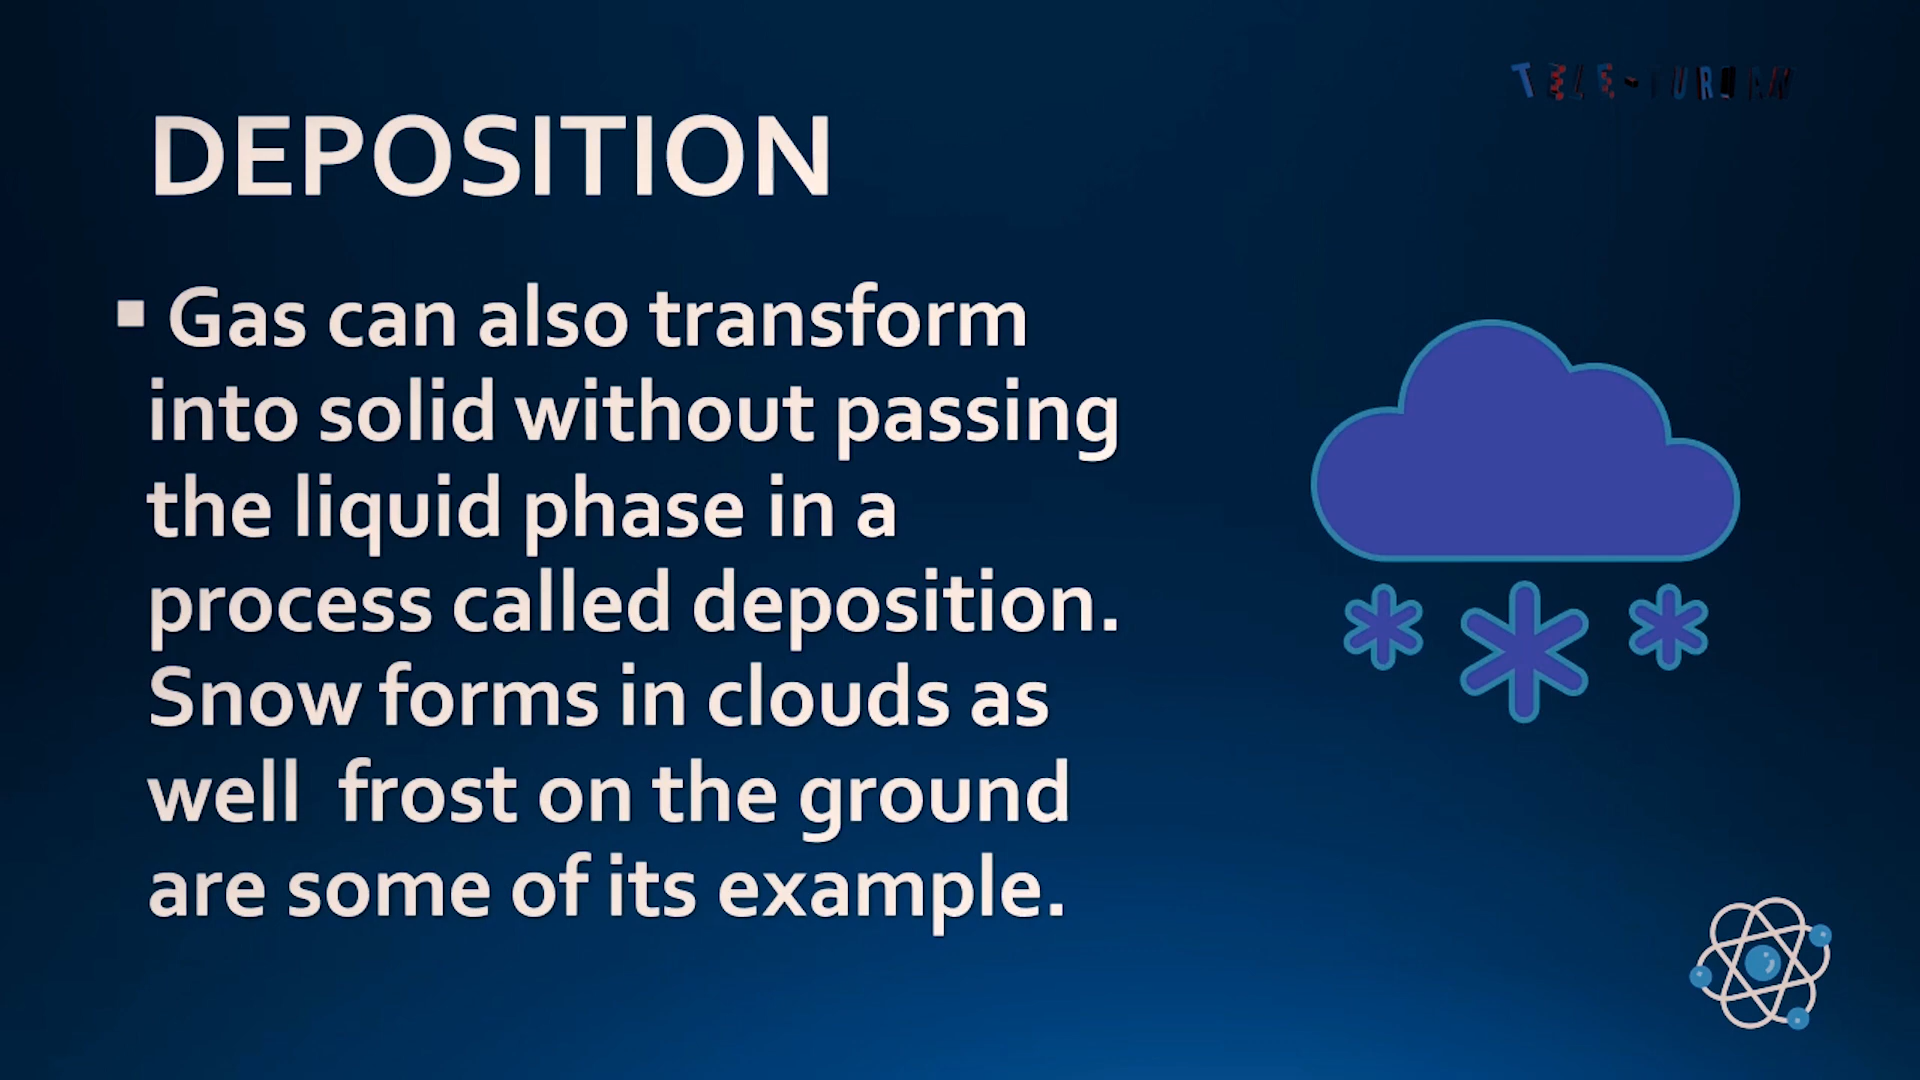 DEPOSITION
▪ Gas can also transform
into solid without passing
the liquid phase in a
process called deposition.
Snow forms in clouds as
well  frost on the ground
are some of its example.